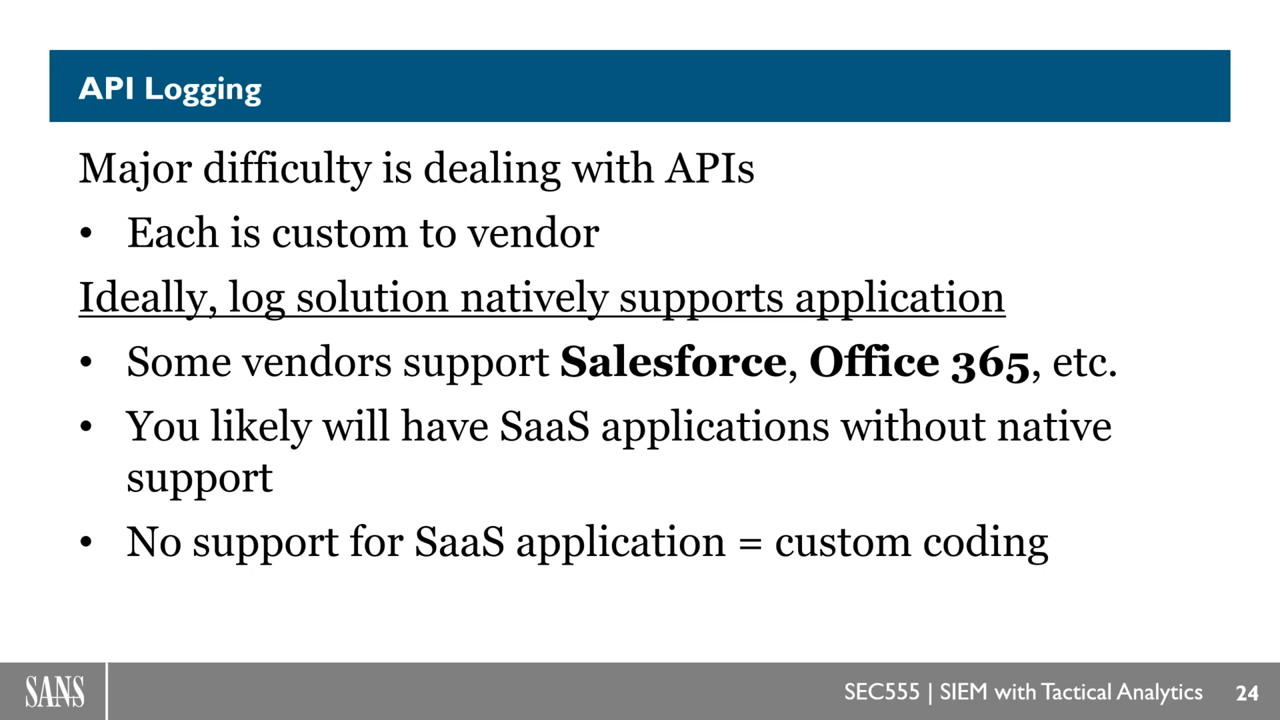 API Logging
Major difficulty is dealing with APIs
• Each is custom to vendor
Ideally, log solution natively supports application
• Some vendors support Salesforce, Office 365, etc.
• You likely will have SaaS applications without native
support
• No support for SaaS application = custom coding
SANS
SEC555 | SIEM with Tactical Analytics 24